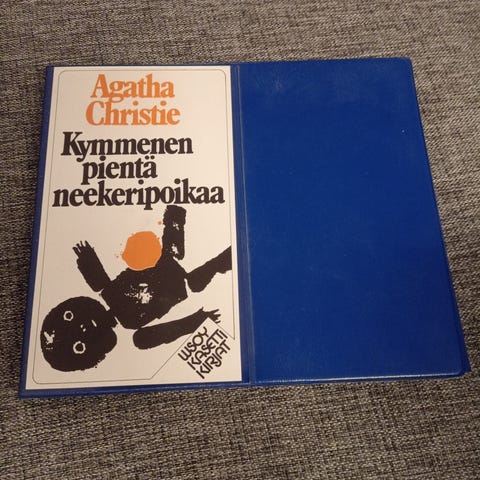 Agatha
Christie
Kymmenen
pientä
neekeripoikaa
WSOY
KASETTI
KIRJAT